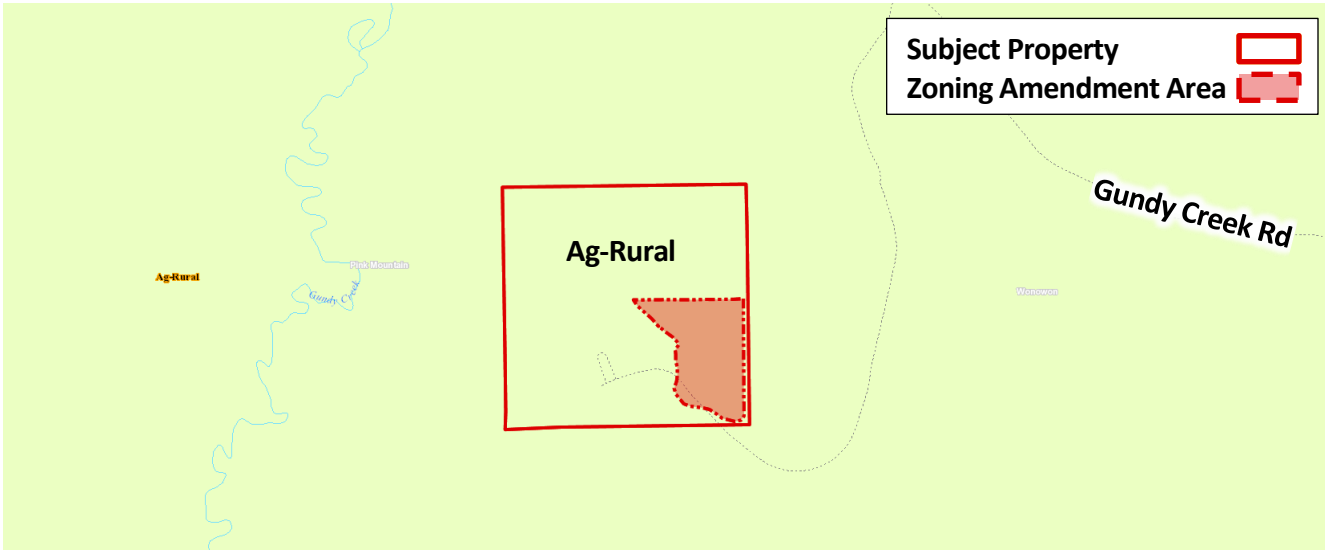 Subject Property
Zoning Amendment Area
Gundy Creek Rd
Ag-Rural
Ag-Rural
Pink Mountain
Gundy Creek
Wonowon